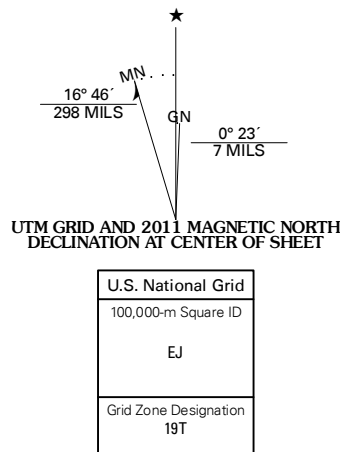 ★
MN
16° 46´
298 MILS
GN
0° 23´
7 MILS
UTM GRID AND 2011 MAGNETIC NORTH
DECLINATION AT CENTER OF SHEET
U.S. National Grid
100,000-m Square ID
EJ
Grid Zone Designation
19T